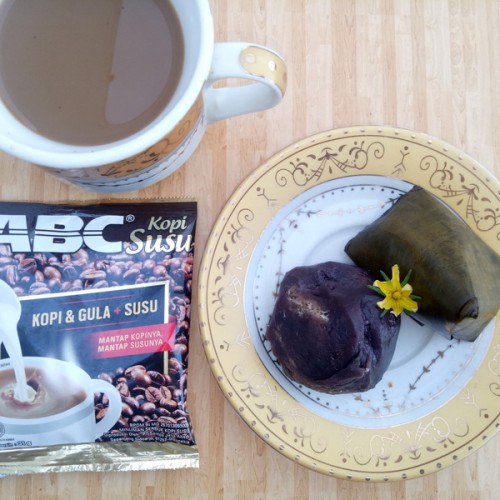 ABC®
Kopi
Susu
KOPI & GULA + SUSU
MANTAP KOPINYA,
MANTAP SUSUNYA